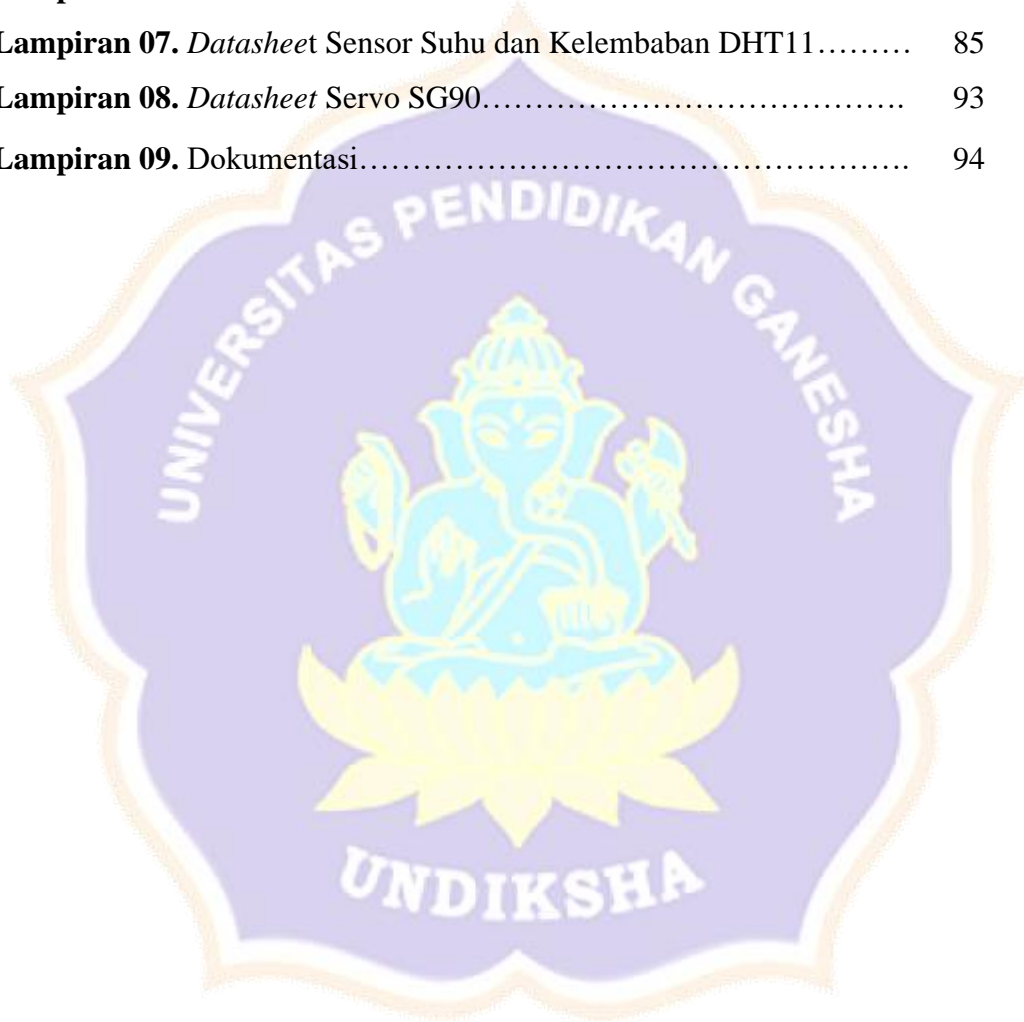 Lampiran 07. Datasheet Sensor Suhu dan Kelembaban DHT11……… 85
Lampiran 08. Datasheet Servo SG90…………………………………. 93
Lampiran 09. Dokumentasi……………………………………………. 94
UNIVERSITAS PENDIDIKAN GANESHA
UNDIKSHA